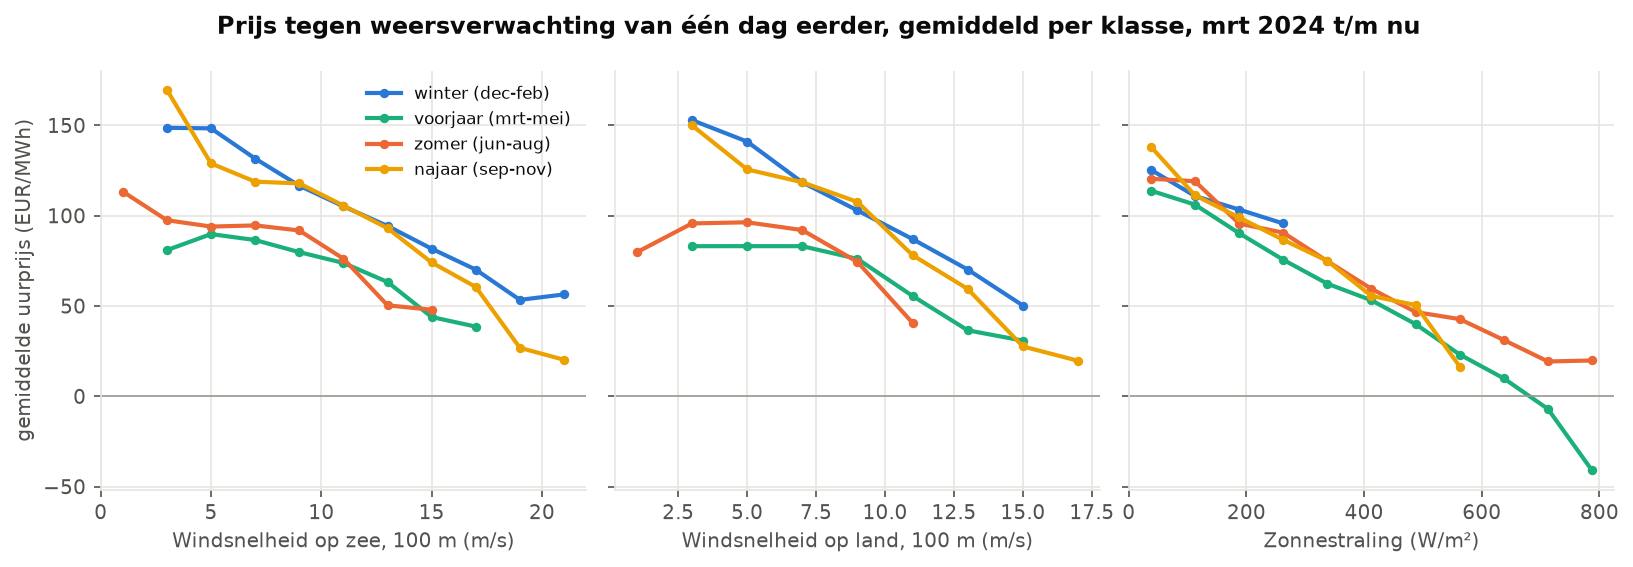 Prijs tegen weersverwachting van één dag eerder, gemiddeld per klasse, mrt 2024 t/m nu
gemiddelde uurprijs (EUR/MWh)
150
100
50
0
−50
winter (dec-feb)
voorjaar (mrt-mei)
zomer (jun-aug)
najaar (sep-nov)
0 5 10 15 20
Windsnelheid op zee, 100 m (m/s)
2.5 5.0 7.5 10.0 12.5 15.0 17.5
Windsnelheid op land, 100 m (m/s)
0 200 400 600 800
Zonnestraling (W/m²)